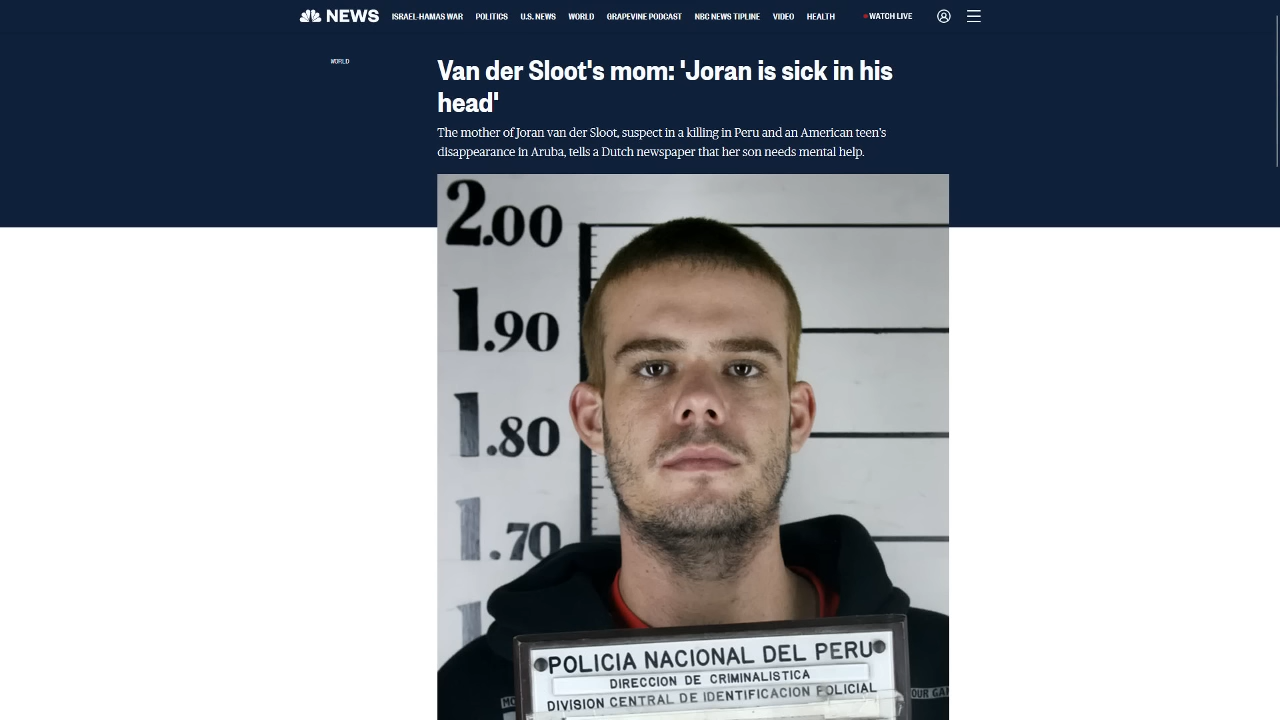 NEWS ISRAEL-HAMAS WAR POLITICS U.S. NEWS WORLD GRAPEVINE PODCAST NBC NEWS TIPLINE VIDEO HEALTH WATCH LIVE
WORLD
Van der Sloot's mom: 'Joran is sick in his
head'
The mother of Joran van der Sloot, suspect in a killing in Peru and an American teen's
disappearance in Aruba, tells a Dutch newspaper that her son needs mental help.
2.00
1.90
1.80
1.70
POLICIA NACIONAL DEL PERU
DIRECCION DE CRIMINALISTICA
DIVISION CENTRAL DE IDENTIFICACION POLICIAL